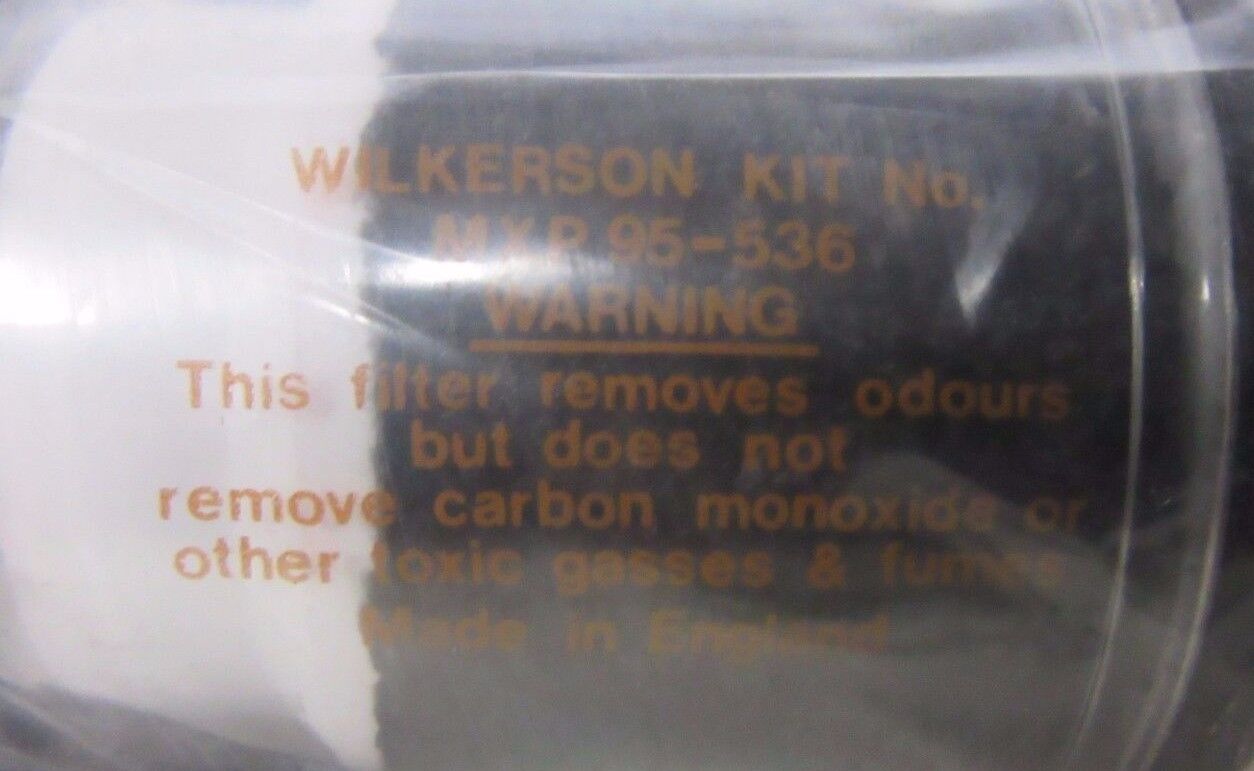 WILKERSON KIT No.
MXP 95-536
WARNING
This filter removes odours
but does not
remove carbon monoxide or
other toxic gasses & fumes
Made in England